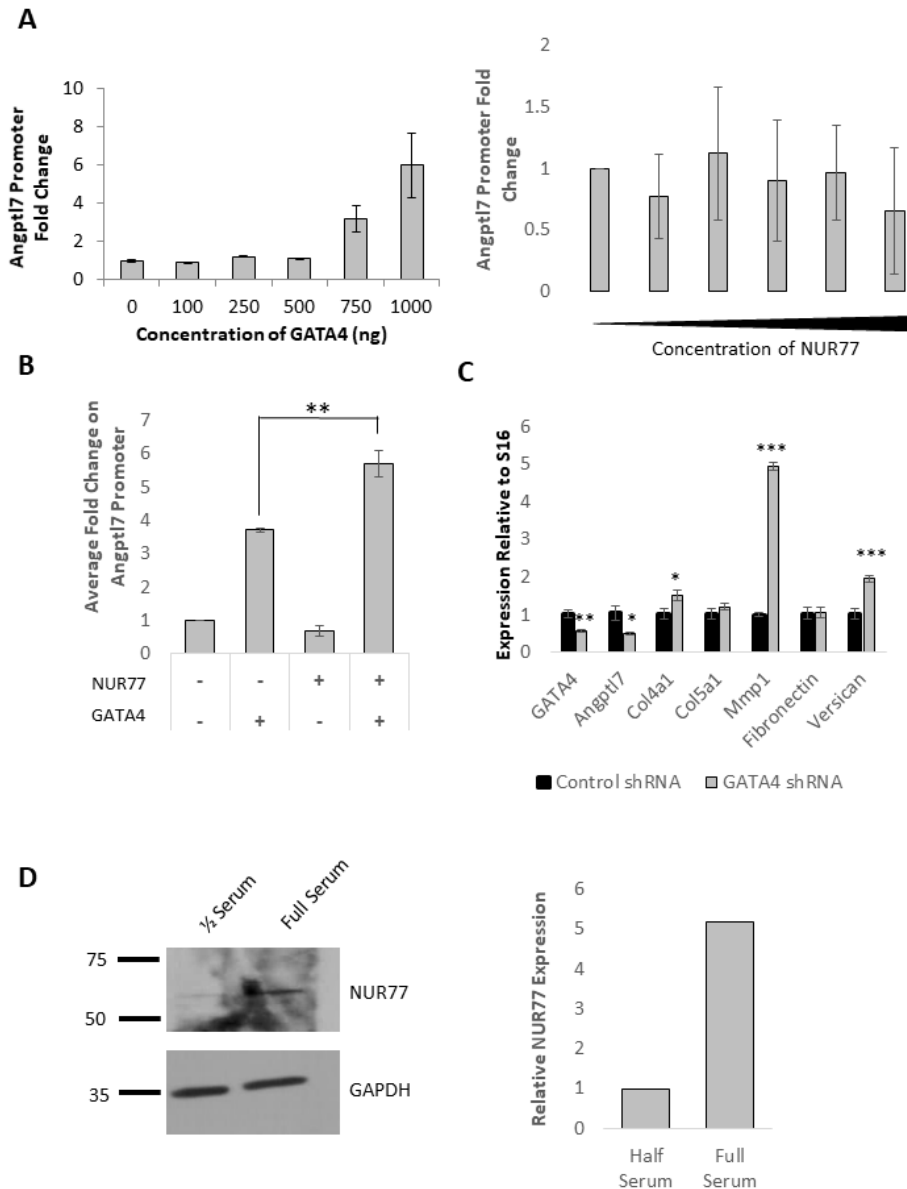 A
Angptl7 Promoter
Fold Change
10
8
6
4
2
0
0 100 250 500 750 1000
Concentration of GATA4 (ng)
Angptl7 Promoter Fold
Change
2
1.5
1
0.5
0
Concentration of NUR77
B
Average Fold Change on
Angptl7 Promoter
7
6
5
4
3
2
1
0
**
NUR77 - - + +
GATA4 - + - +
C
Expression Relative to S16
6
5
4
3
2
1
0
** * * *** ***
GATA4 Angptl7 Col4a1 Col5a1 Mmp1 Fibronectin Versican
Control shRNA GATA4 shRNA
D
½ Serum Full Serum
75
50
NUR77
35
GAPDH
Relative NUR77 Expression
6
5
4
3
2
1
0
Half Full
Serum Serum